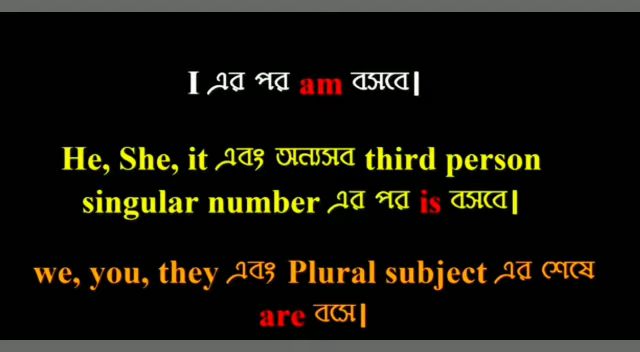 I এর পর am বসবে|
He, She, it এবং অন্যসব third person
singular number এর পর is বসবে|
we, you, they এবং Plural subject এর শেষে
are বসে|